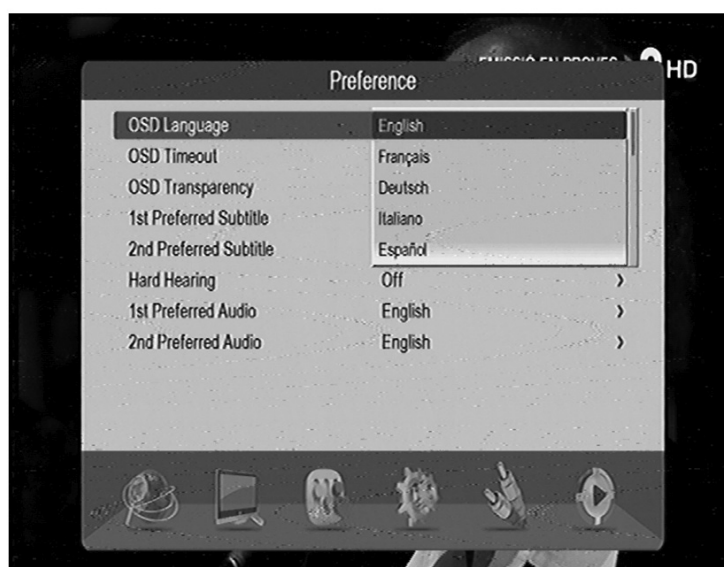 HD
Preference
OSD Language English
OSD Timeout Français
OSD Transparency Deutsch
1st Preferred Subtitle Italiano
2nd Preferred Subtitle Español
Hard Hearing Off
1st Preferred Audio English
2nd Preferred Audio English